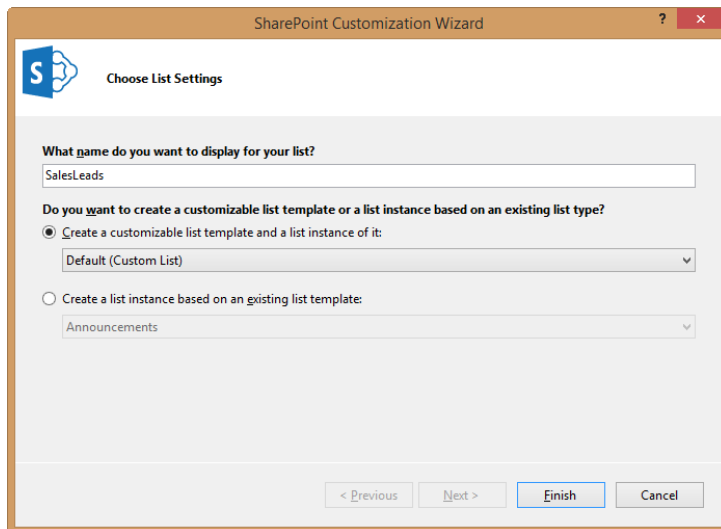 SharePoint Customization Wizard
?
S
Choose List Settings
What name do you want to display for your list?
SalesLeads
Do you want to create a customizable list template or a list instance based on an existing list type?
Create a customizable list template and a list instance of it:
Default (Custom List)
Create a list instance based on an existing list template:
Announcements
< Previous Next > Finish Cancel